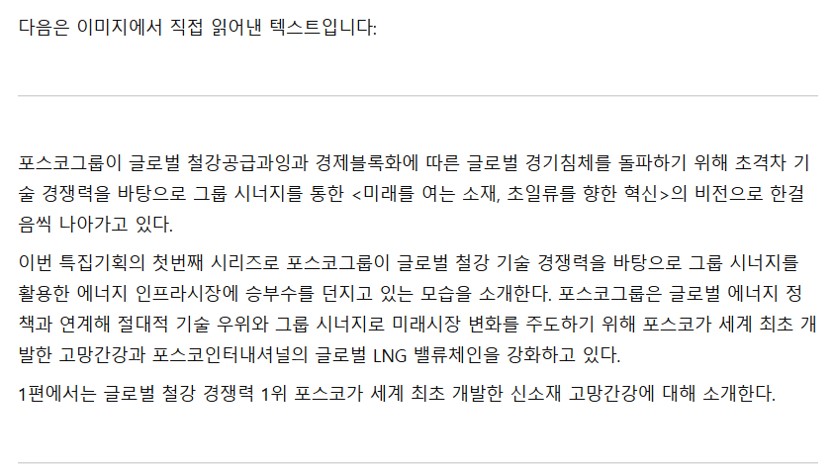 다음은 이미지에서 직접 읽어낸 텍스트입니다:
포스코그룹이 글로벌 철강공급과잉과 경제블록화에 따른 글로벌 경기침체를 돌파하기 위해 초격차 기
술 경쟁력을 바탕으로 그룹 시너지를 통한 <미래를 여는 소재, 초일류를 향한 혁신>의 비전으로 한걸
음씩 나아가고 있다.
이번 특집기획의 첫번째 시리즈로 포스코그룹이 글로벌 철강 기술 경쟁력을 바탕으로 그룹 시너지를
활용한 에너지 인프라시장에 승부수를 던지고 있는 모습을 소개한다. 포스코그룹은 글로벌 에너지 정
책과 연계해 절대적 기술 우위와 그룹 시너지로 미래시장 변화를 주도하기 위해 포스코가 세계 최초 개
발한 고망간강과 포스코인터내셔널의 글로벌 LNG 밸류체인을 강화하고 있다.
1편에서는 글로벌 철강 경쟁력 1위 포스코가 세계 최초 개발한 신소재 고망간강에 대해 소개한다.